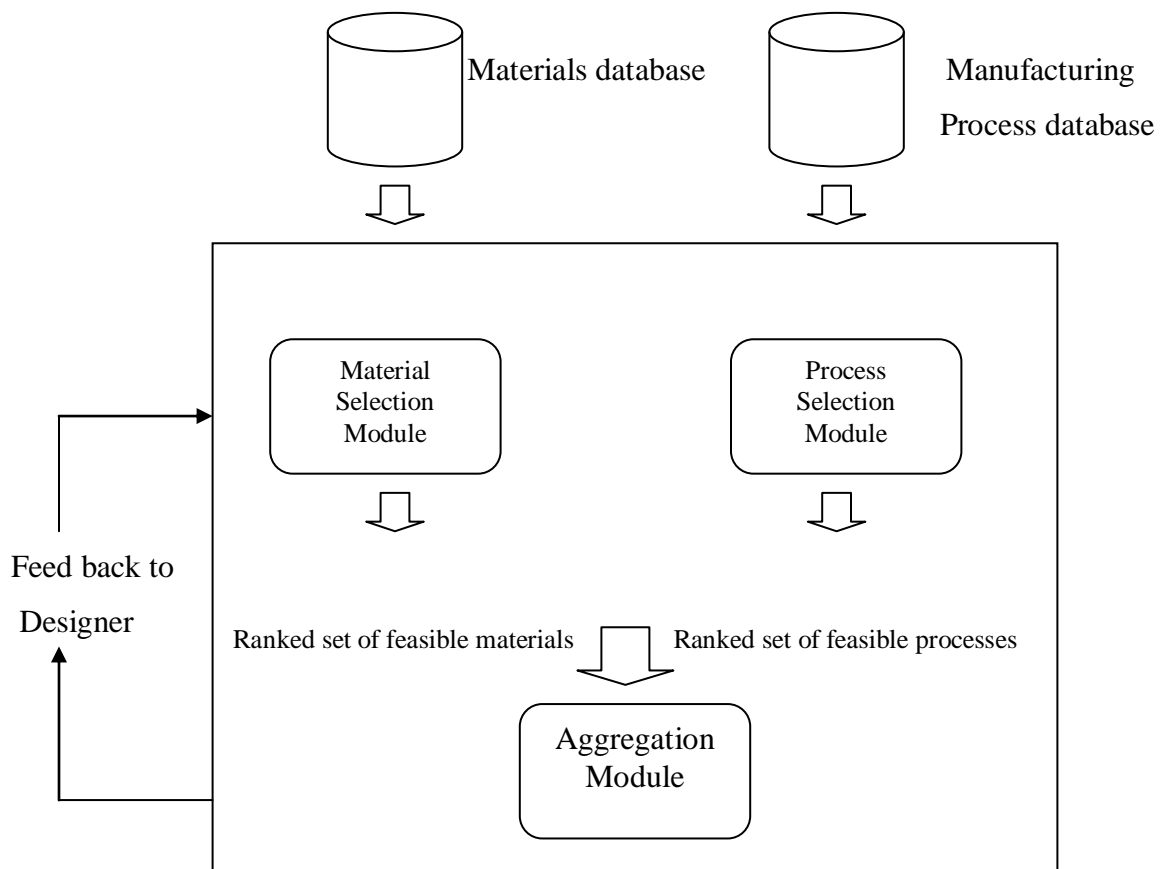 Materials database
Manufacturing
Process database
Material
Selection
Module
Process
Selection
Module
Feed back to
Designer
Ranked set of feasible materials
Ranked set of feasible processes
Aggregation
Module